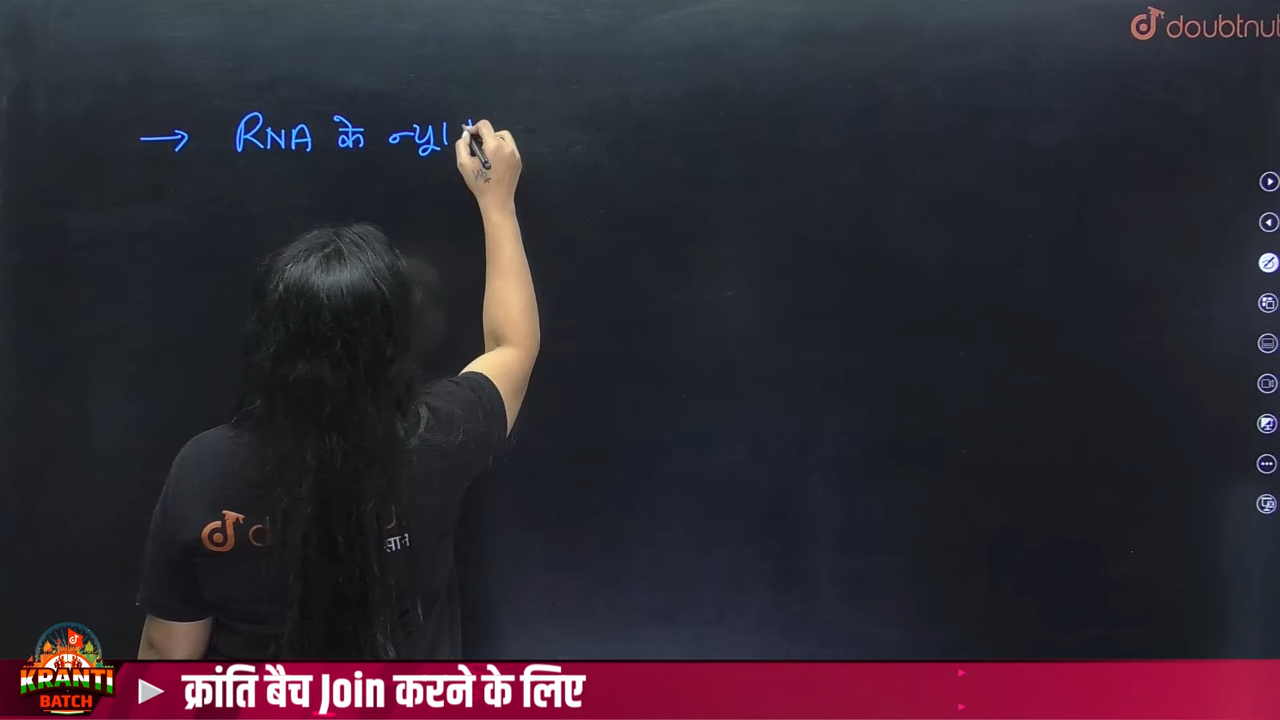 doubtnut
→ RNA के
KRANTI
BATCH
क्रांति बैच Join करने के लिए